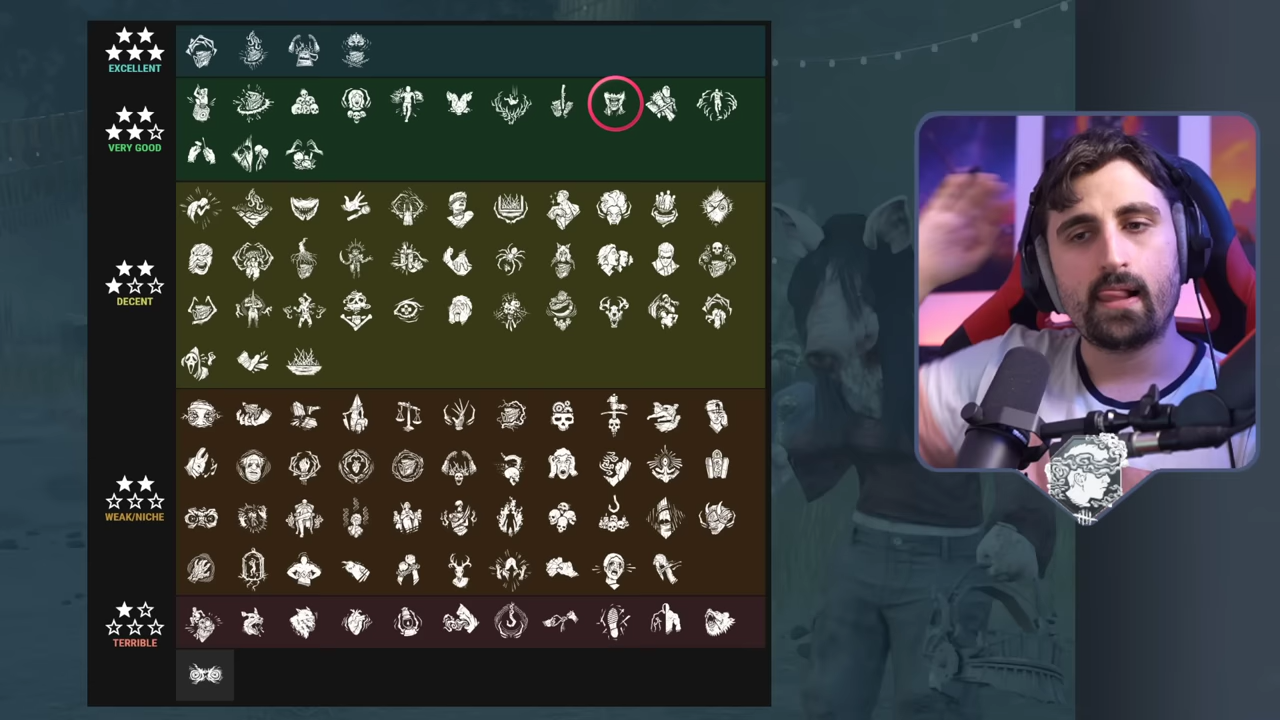 EXCELLENT
VERY GOOD
DECENT
WEAK/NICHE
TERRIBLE